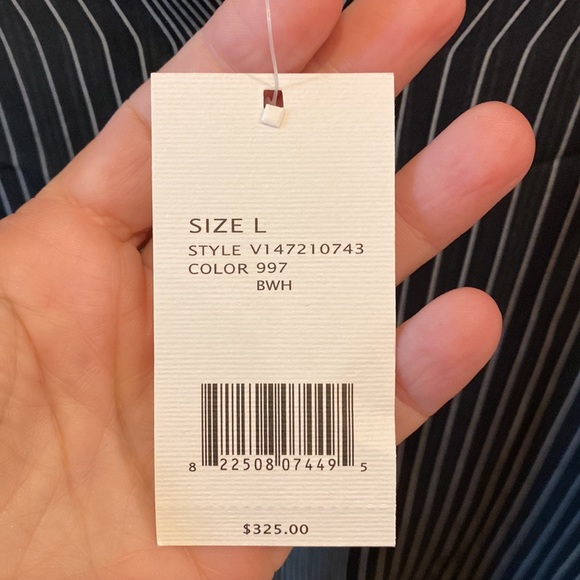 SIZE L
STYLE V147210743
COLOR 997
BWH
8 22508 07449 5
$325.00